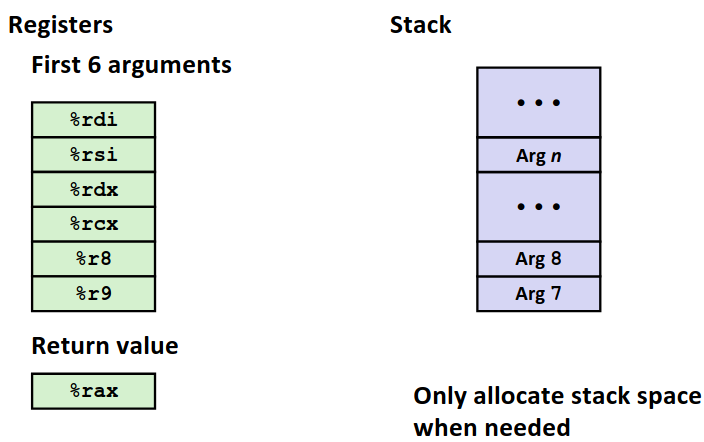 Registers
First 6 arguments
%rdi
%rsi
%rdx
%rcx
%r8
%r9
Return value
%rax
Stack
• • •
Arg n
• • •
Arg 8
Arg 7
Only allocate stack space
when needed